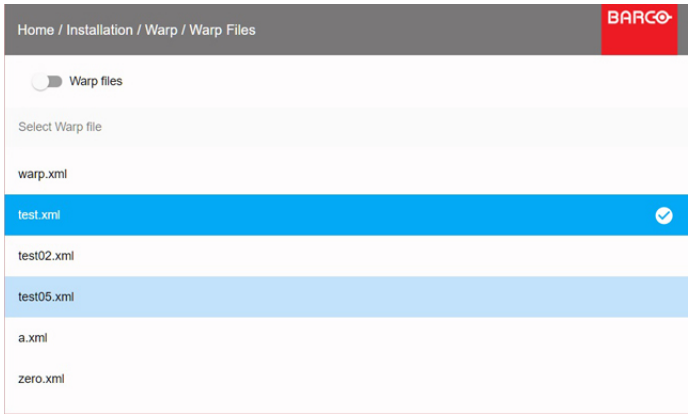 Home / Installation / Warp / Warp Files
BARCO
Warp files
Select Warp file
warp.xml
test.xml
test02.xml
test05.xml
a.xml
zero.xml